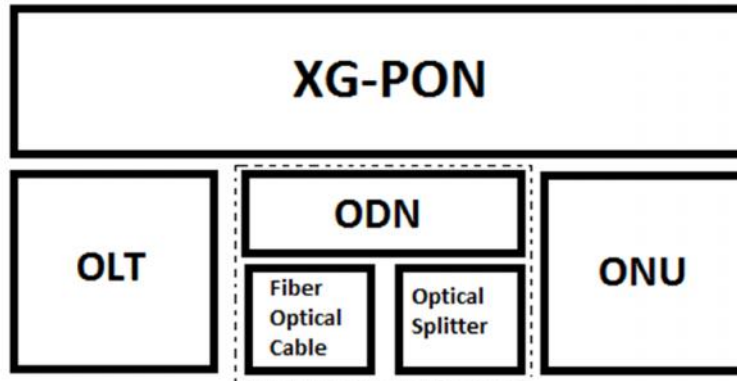 XG-PON
OLT
ODN
Fiber
Optical
Cable
Optical
Splitter
ONU